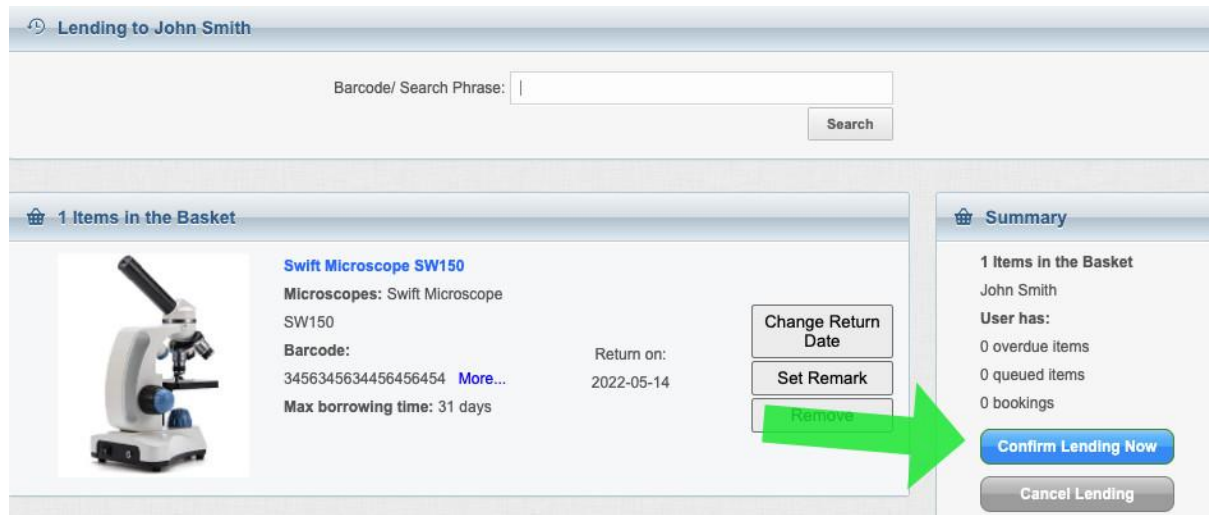 Lending to John Smith
Barcode/ Search Phrase:
Search
1 Items in the Basket
Swift Microscope SW150
Microscopes: Swift Microscope
SW150
Barcode:
3456345634456456454 More...
Max borrowing time: 31 days
Return on:
2022-05-14
Change Return
Date
Set Remark
Remove
Summary
1 Items in the Basket
John Smith
User has:
0 overdue items
0 queued items
0 bookings
Confirm Lending Now
Cancel Lending